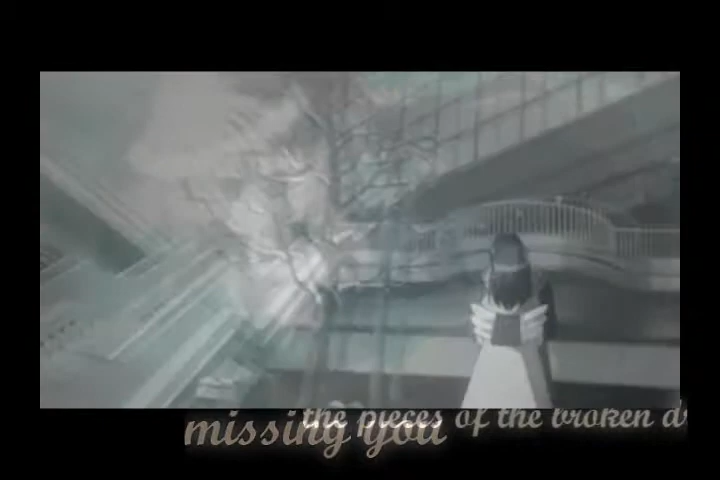 the pieces of the broken
missing you